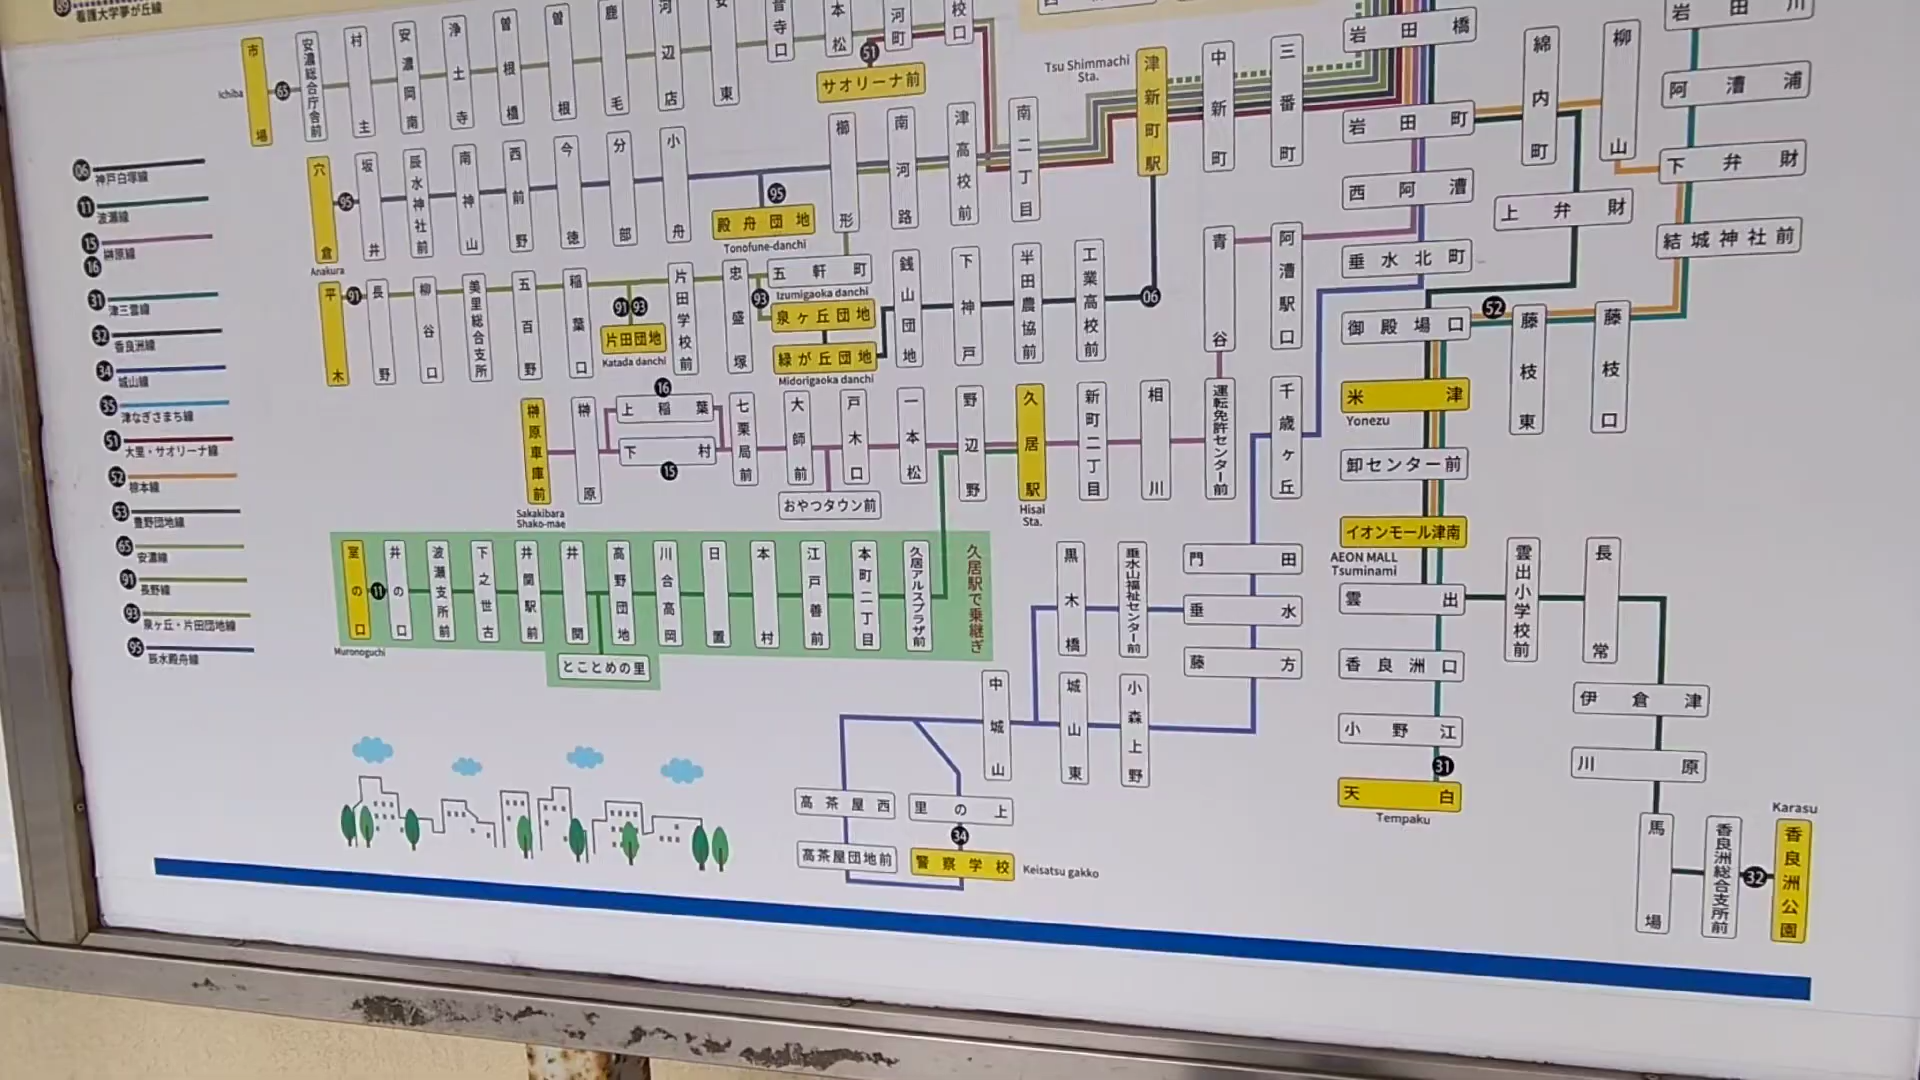 89 看護大学夢が丘線
市場
Ichiba
65
安濃総合庁舎前
村主
安濃岡南
浄土寺
曽根橋
曽根
鹿毛
河辺店
安東
音寺口
本松
河町
校口
51
サオリーナ前
Tsu Shimmachi Sta.
津新町駅
中新町
三番町
岩田橋
岩田川
綿内町
柳山
阿漕浦
岩田町
下弁財
西阿漕
上弁財
結城神社前
垂水北町
06 神戸白塚線
11 波瀬線
15 榊原線
16
31 津三雲線
32 香良洲線
34 城山線
35 津なぎさまち線
51 大里・サオリーナ線
52 椋本線
53 豊野団地線
65 安濃線
91 長野線
93 泉ヶ丘・片田団地線
95 辰水殿舟線
穴倉
Anakura
95
坂井
辰水神社前
南神山
西前野
今徳
分部
小舟
95
殿舟団地
Tonofune-danchi
櫛形
南河路
津高校前
南二丁目
平木
91
長野
柳谷口
美里総合支所
五百野
稲葉口
91 93
片田団地
Katada danchi
片田学校前
忠盛塚
93
五軒町
Izumigaoka danchi
泉ヶ丘団地
緑が丘団地
Midorigaoka danchi
銭山団地
下神戸
半田農協前
工業高校前
06
青谷
阿漕駅口
御殿場口
52
藤枝東
藤枝口
榊原車庫前
Sakakibara Shako-mae
榊原
16
上稲葉
下村
15
七栗局前
大師前
戸木口
おやつタウン前
一本松
野辺野
久居駅
Hisai Sta.
新町二丁目
相川
運転免許センター前
千歳ヶ丘
米津
Yonezu
卸センター前
イオンモール津南
AEON MALL Tsuminami
室の口
Muronoguchi
11
井の口
波瀬支所前
下之世古
井関駅前
井関
高野団地
とことめの里
川合高岡
日置
本村
江戸善前
本町二丁目
久居アルスプラザ前
久居駅で乗継ぎ
黒木橋
垂水山福祉センター前
門田
垂水
藤方
雲出
雲出小学校前
長常
香良洲口
伊倉津
小野江
川原
31
天白
Tempaku
中城山
城山東
小森上野
高茶屋西
里の上
34
高茶屋団地前
警察学校
Keisatsu gakko
馬場
香良洲総合支所前
32
Karasu
香良洲公園